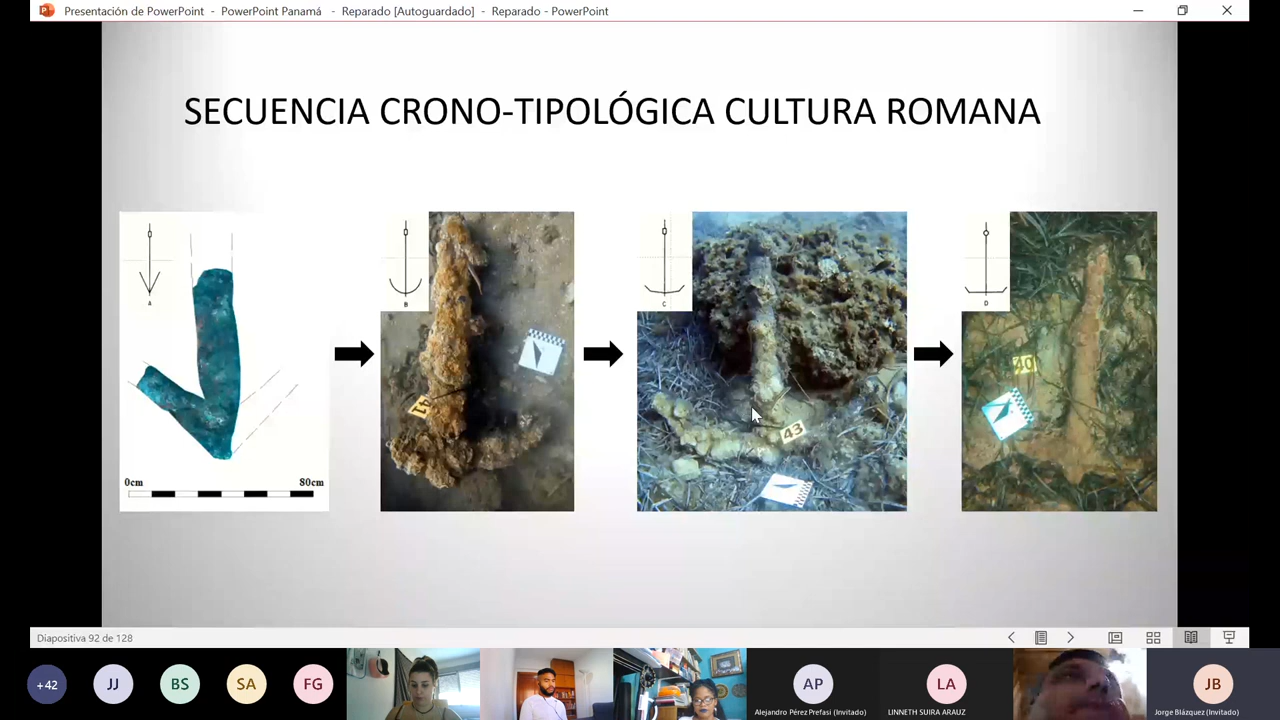 Presentación de PowerPoint - PowerPoint Panamá - Reparado [Autoguardado] - Reparado - PowerPoint
SECUENCIA CRONO-TIPOLÓGICA CULTURA ROMANA
A
B
C
D
41
43
40
0cm 80cm
Diapositiva 92 de 128
+42 JJ BS SA FG AP LA JB
Alejandro Pérez Prefasi (Invitado) LINNETH SUIRA ARAUZ Jorge Blázquez (Invitado)